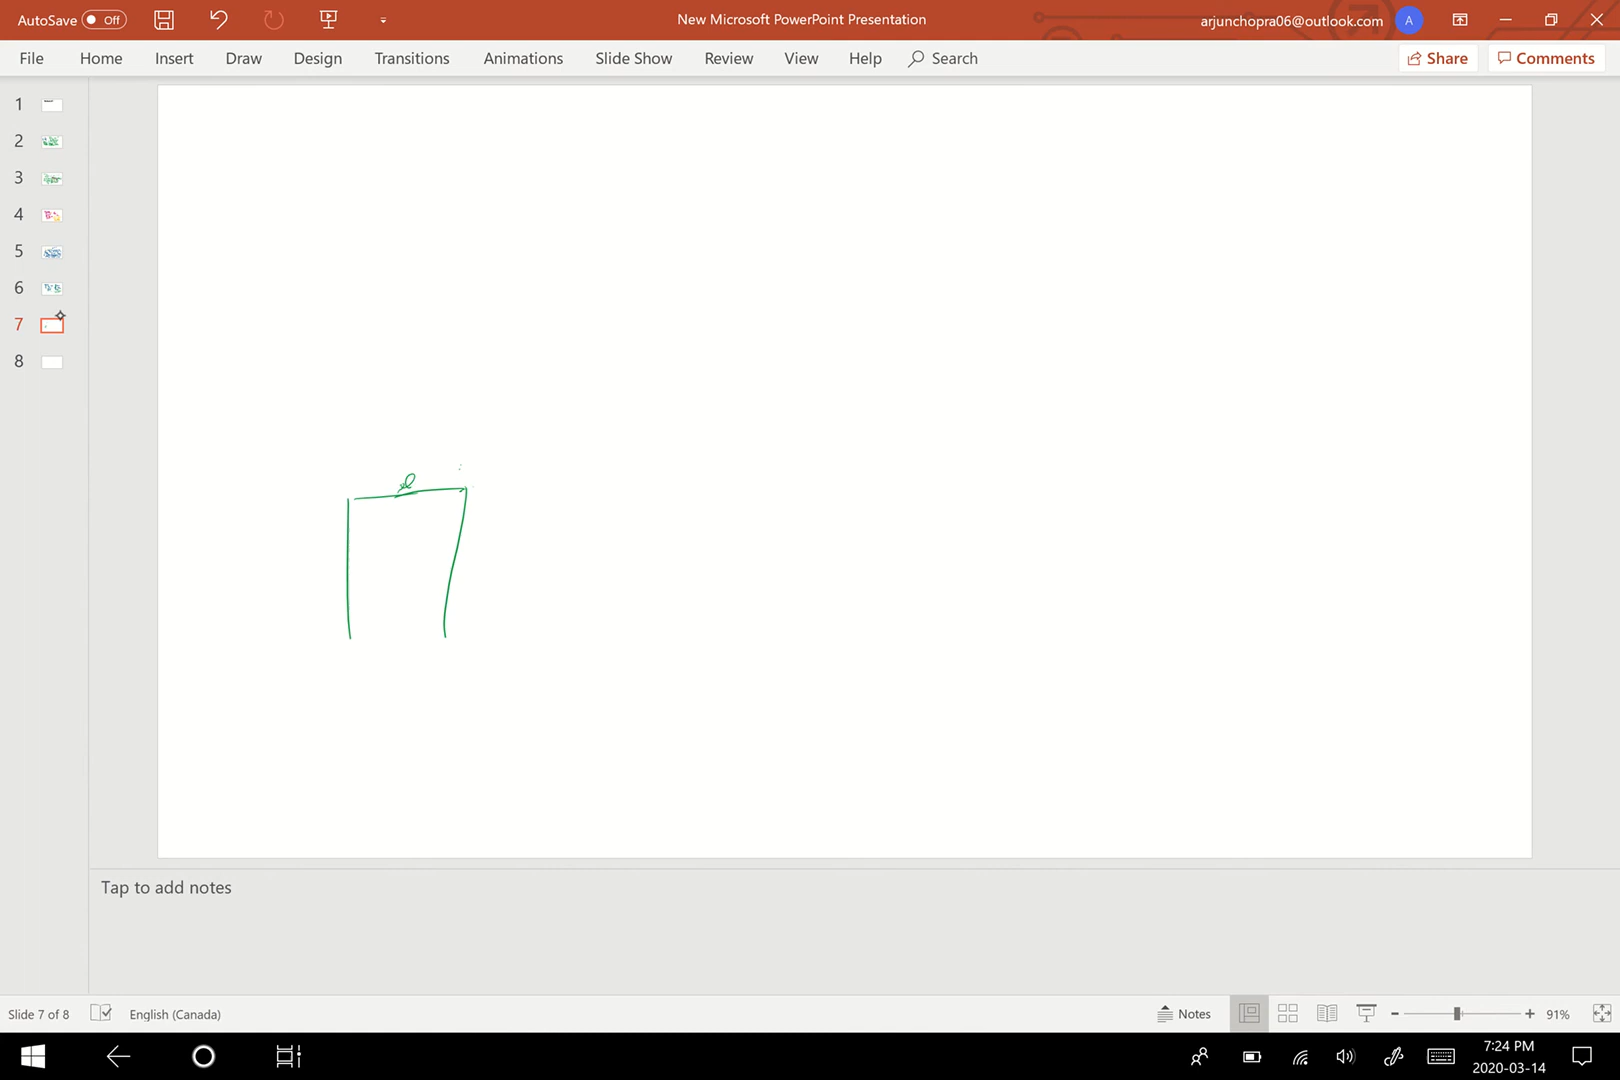 AutoSave Off New Microsoft PowerPoint Presentation arjunchopra06@outlook.com A
File Home Insert Draw Design Transitions Animations Slide Show Review View Help Search Share Comments
1
2
3
4
5
6
7
8
Tap to add notes
Slide 7 of 8 English (Canada) Notes 91%
7:24 PM
2020-03-14